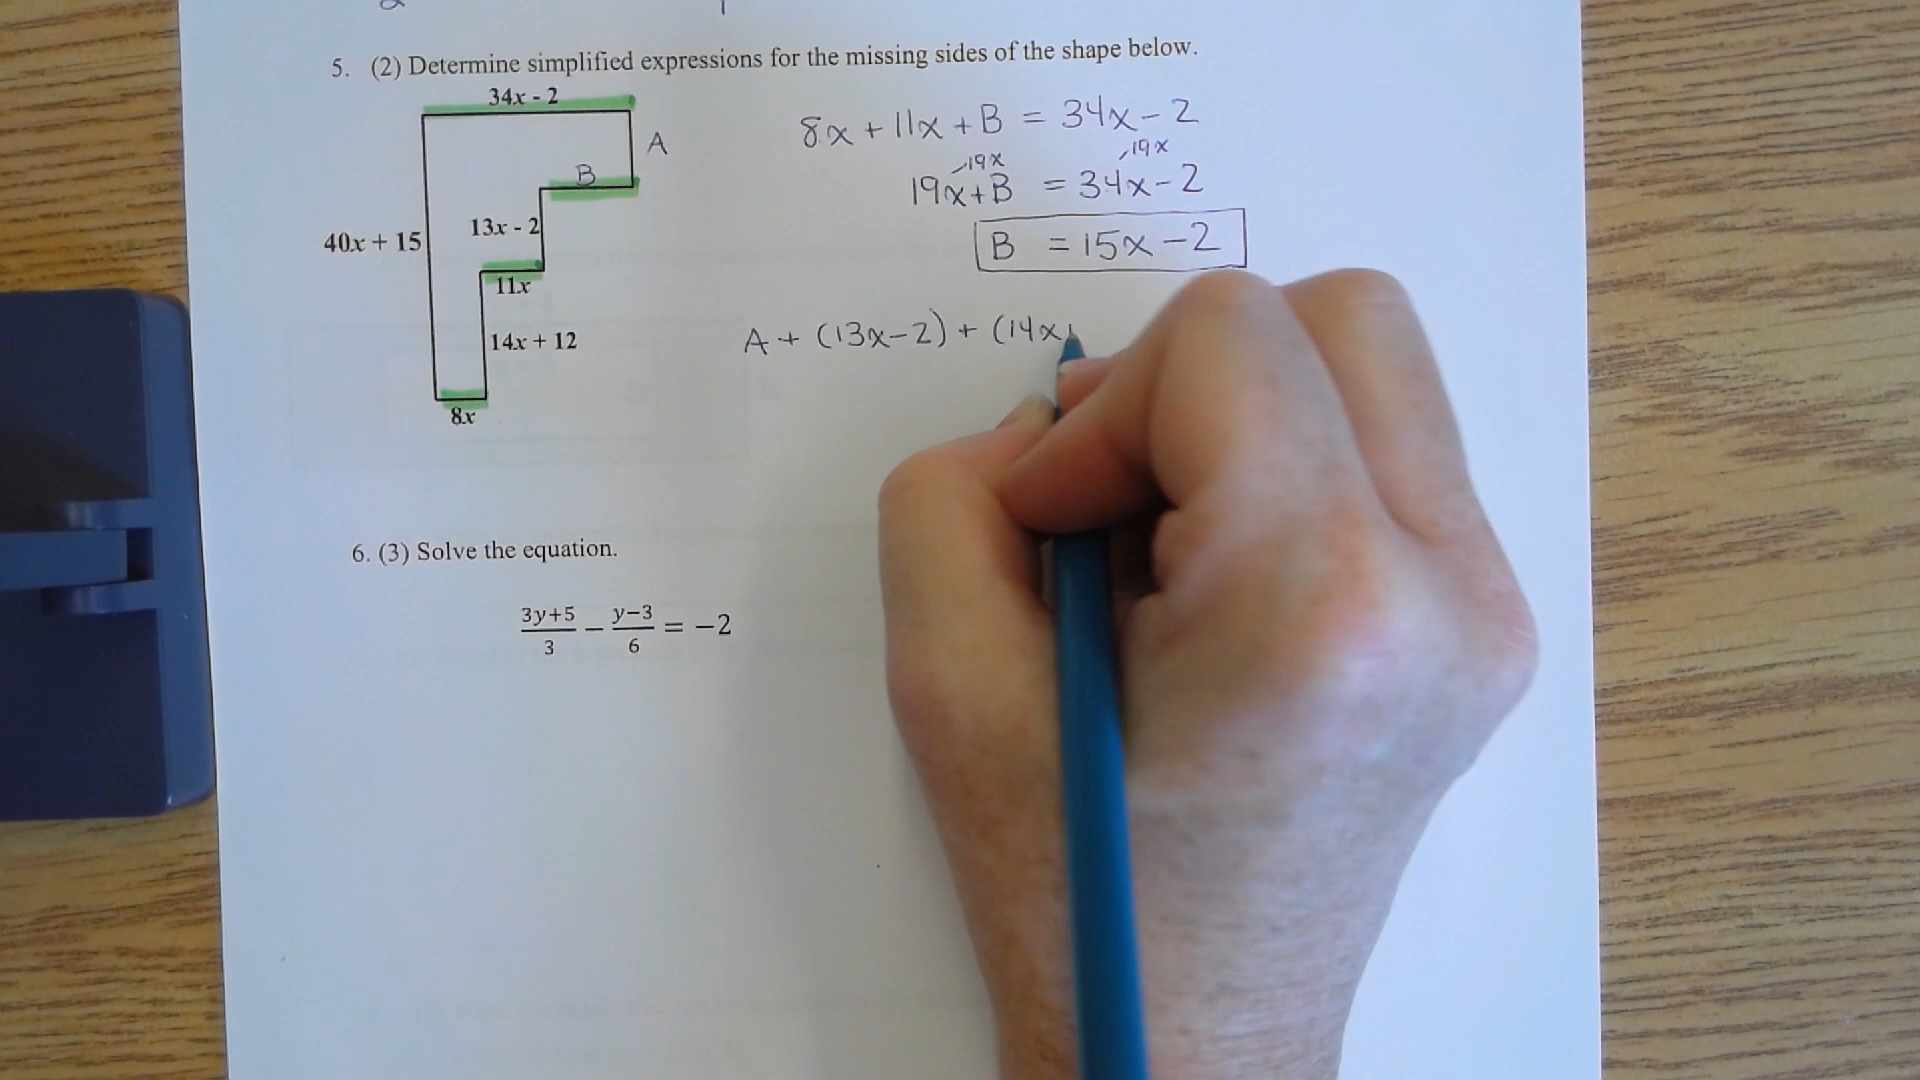 5. (2) Determine simplified expressions for the missing sides of the shape below.
34x - 2
A
B
40x + 15
13x - 2
11x
14x + 12
8x
8x + 11x + B = 34x - 2
-19x -19x
19x + B = 34x - 2
B = 15x - 2
A + (13x - 2) + (14x
6. (3) Solve the equation.
3y+5 / 3 − y−3 / 6 = −2